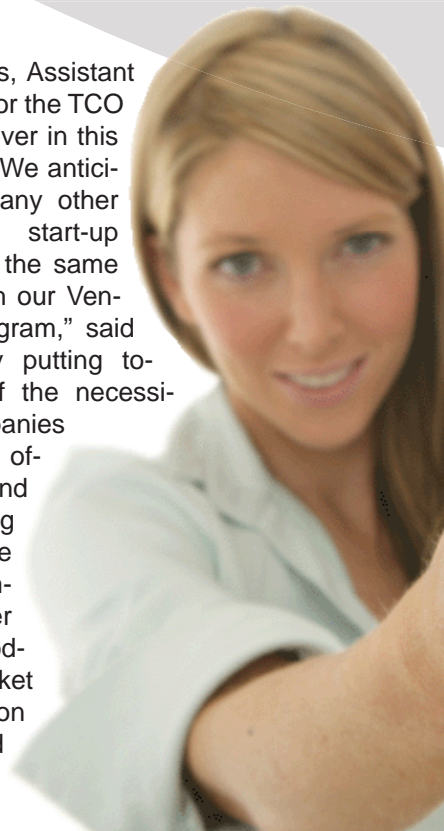 s, Assistant
or the TCO
ver in this
We antici-
any other
start-up
the same
n our Ven-
gram,” said
y putting to-
f the necessi-
panies
of-
nd
g
e
n-
er
od-
ket
on
d